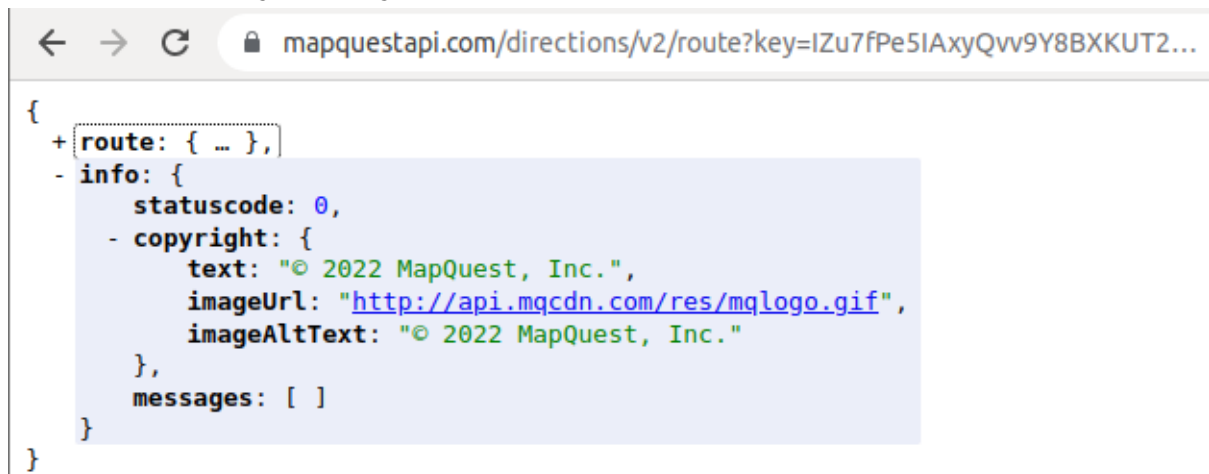 mapquestapi.com/directions/v2/route?key=IZu7fPe5IAxyQvv9Y8BXKUT2...
{
+ route: { … },
- info: {
statuscode: 0,
- copyright: {
text: "© 2022 MapQuest, Inc.",
imageUrl: "http://api.mqcdn.com/res/mqlogo.gif",
imageAltText: "© 2022 MapQuest, Inc."
},
messages: [ ]
}
}